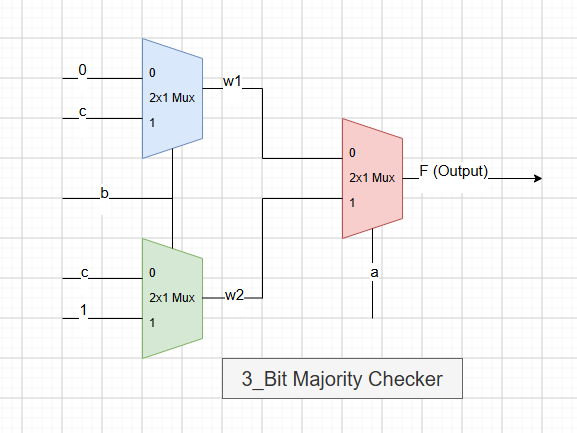 0
0
2x1 Mux
c
1
w1
b
0
2x1 Mux
1
F (Output)
c
0
2x1 Mux
1
1
w2
a
3_Bit Majority Checker